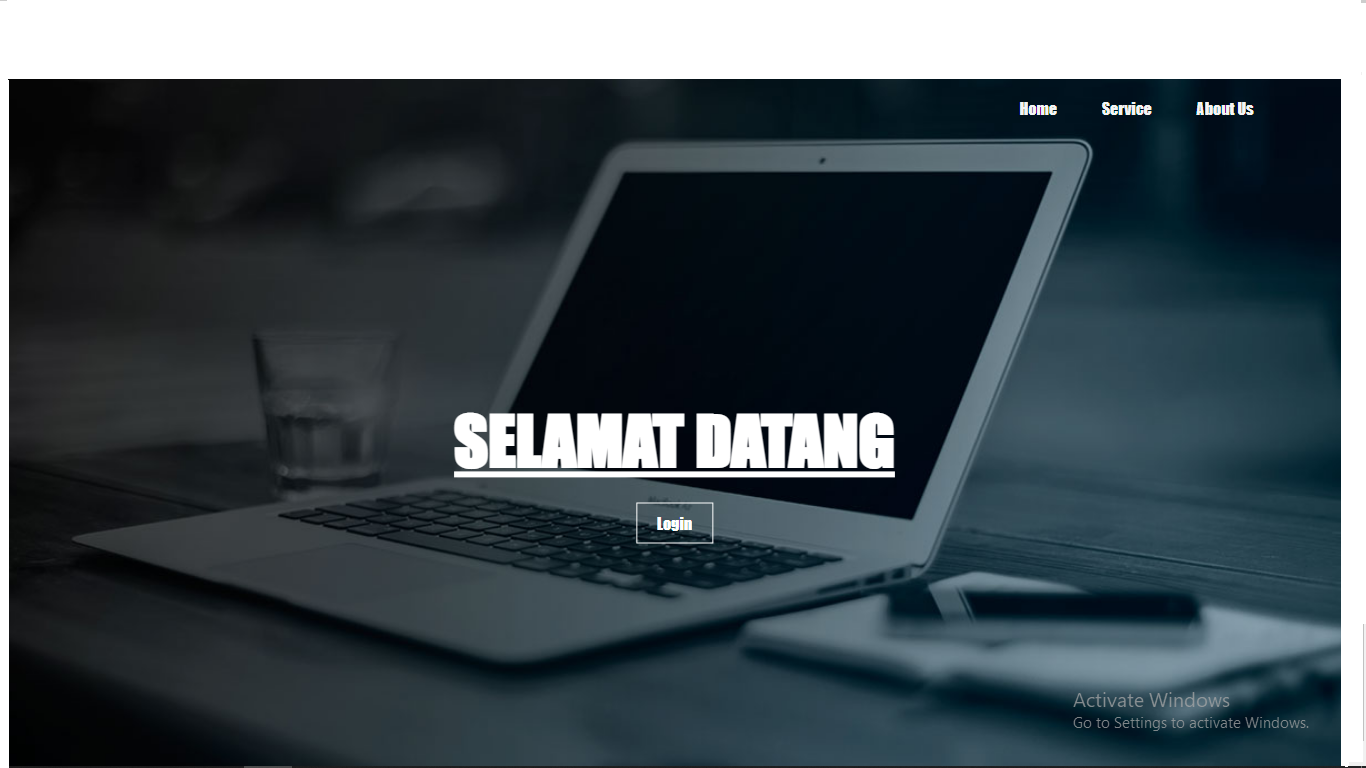 Home Service About Us
SELAMAT DATANG
Login
Activate Windows
Go to Settings to activate Windows.